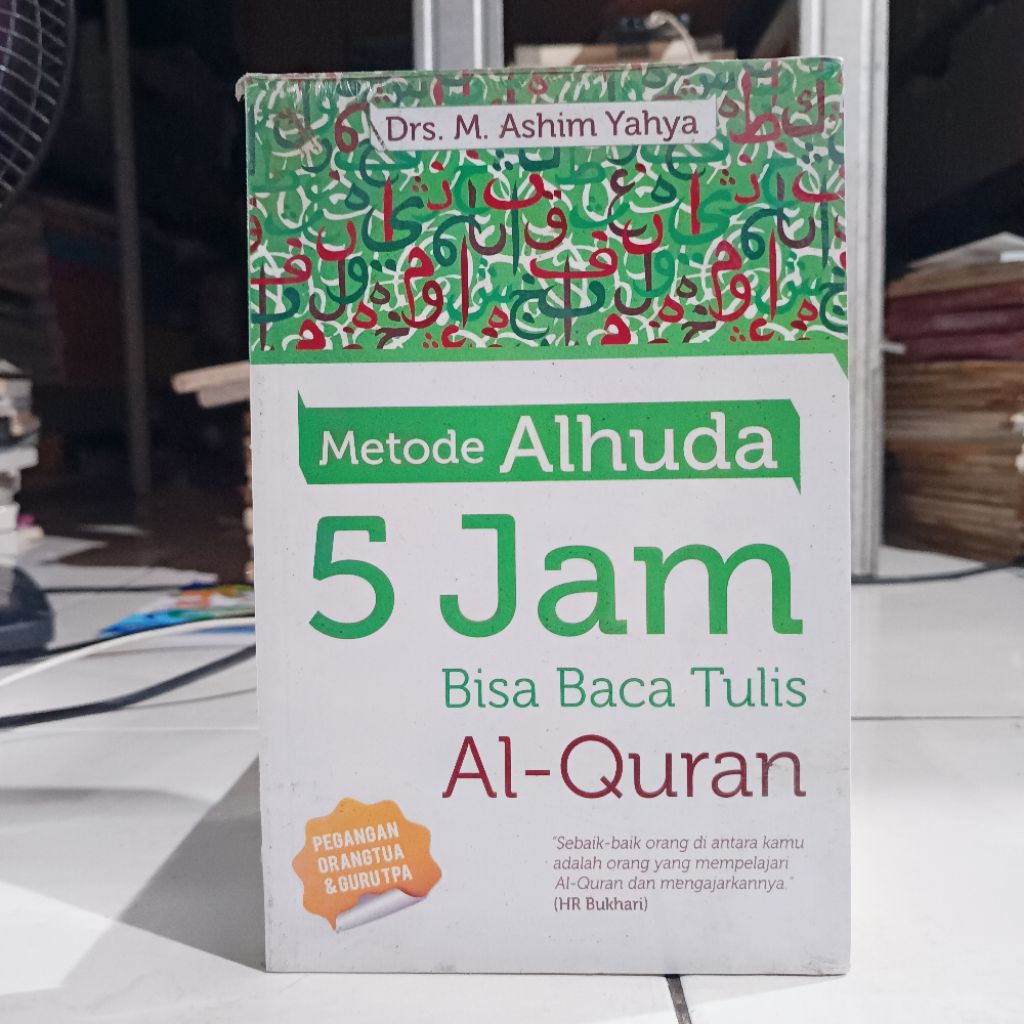 Drs. M. Ashim Yahya
Metode Alhuda
5 Jam
Bisa Baca Tulis
Al-Quran
PEGANGAN
ORANGTUA
& GURU TPA
"Sebaik-baik orang di antara kamu
adalah orang yang mempelajari
Al-Quran dan mengajarkannya."
(HR Bukhari)